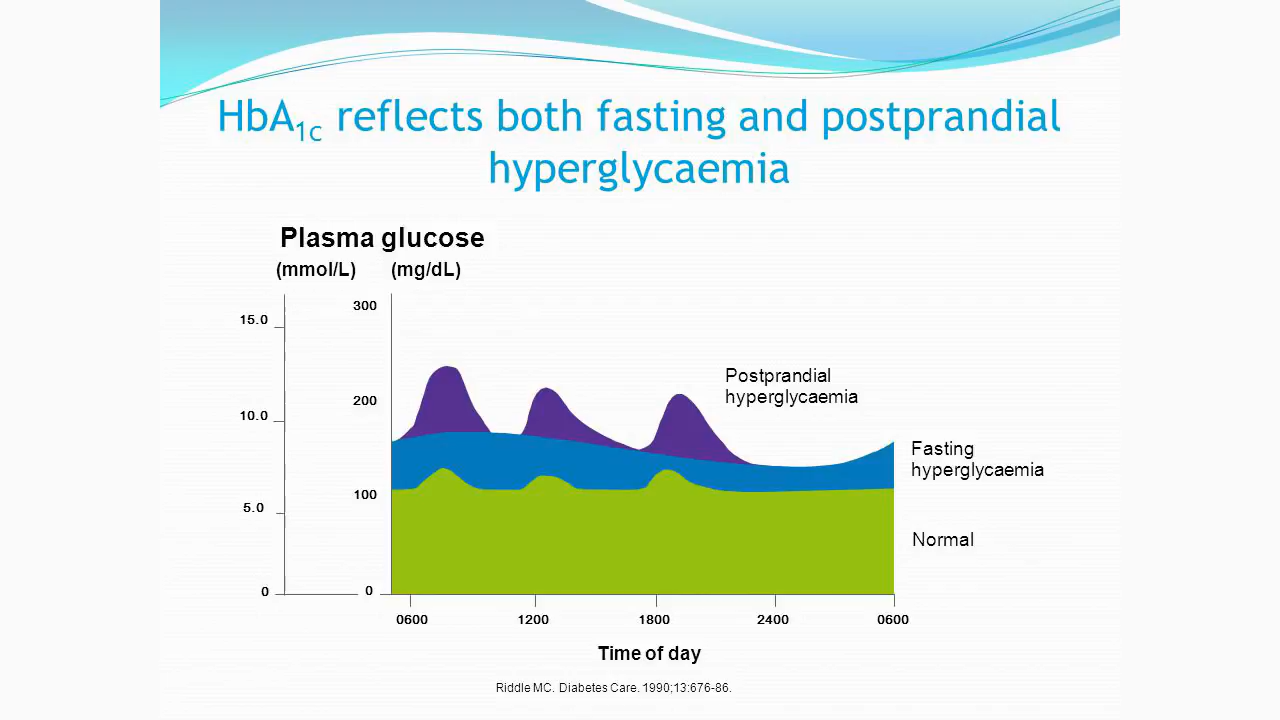 HbA1c reflects both fasting and postprandial
hyperglycaemia
Plasma glucose
(mmol/L) (mg/dL)
300
15.0
Postprandial
hyperglycaemia
200
10.0
Fasting
hyperglycaemia
100
5.0
Normal
0 0
0600 1200 1800 2400 0600
Time of day
Riddle MC. Diabetes Care. 1990;13:676-86.